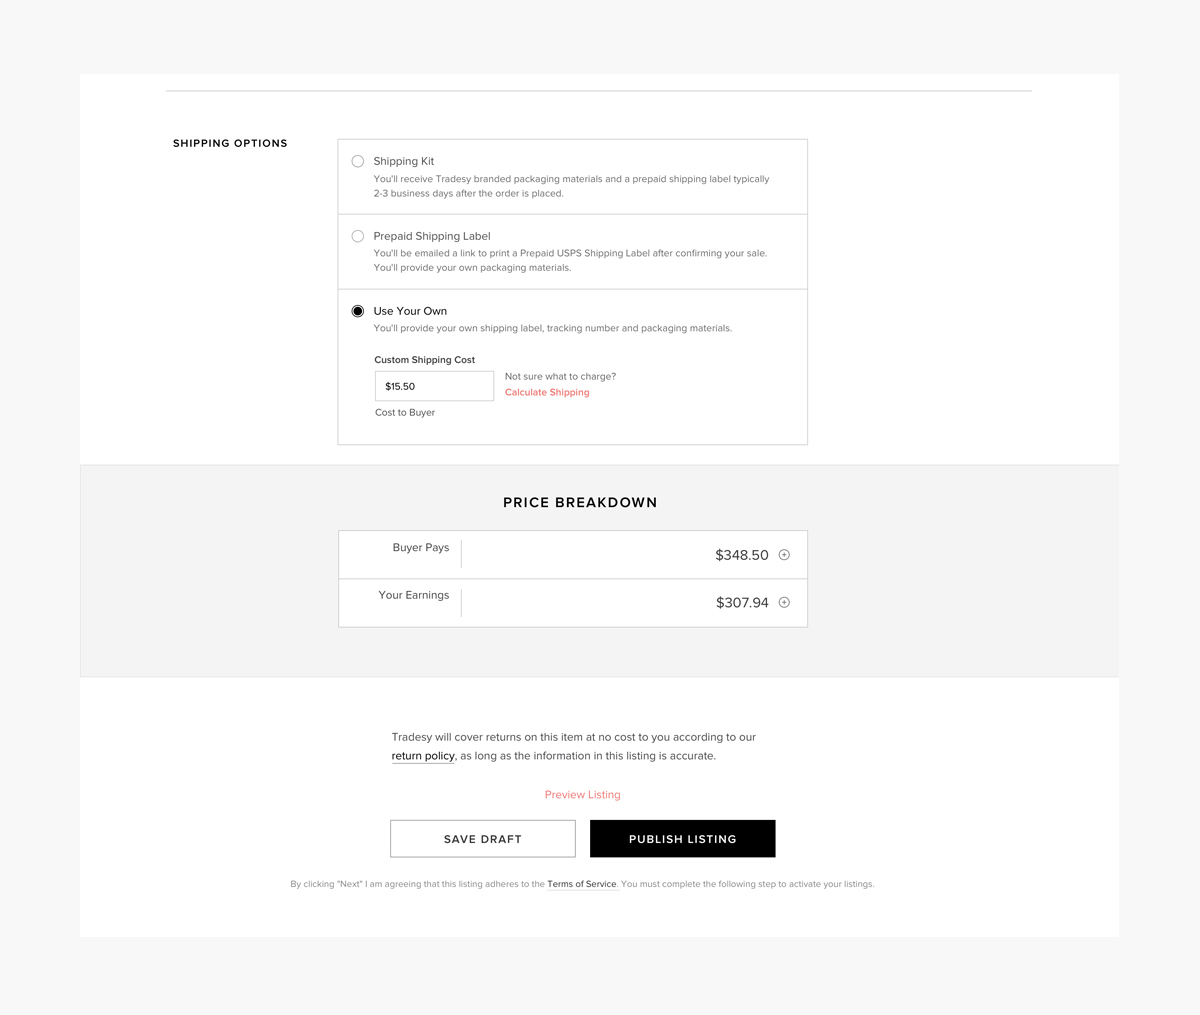 SHIPPING OPTIONS
Shipping Kit
You'll receive Tradesy branded packaging materials and a prepaid shipping label typically
2-3 business days after the order is placed.
Prepaid Shipping Label
You'll be emailed a link to print a Prepaid USPS Shipping Label after confirming your sale.
You'll provide your own packaging materials.
Use Your Own
You'll provide your own shipping label, tracking number and packaging materials.
Custom Shipping Cost
$15.50
Not sure what to charge?
Calculate Shipping
Cost to Buyer
PRICE BREAKDOWN
Buyer Pays
$348.50
Your Earnings
$307.94
Tradesy will cover returns on this item at no cost to you according to our
return policy, as long as the information in this listing is accurate.
Preview Listing
SAVE DRAFT
PUBLISH LISTING
By clicking "Next" I am agreeing that this listing adheres to the Terms of Service. You must complete the following step to activate your listings.